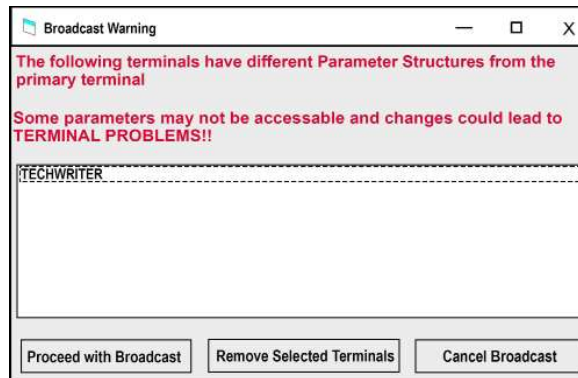 Broadcast Warning
The following terminals have different Parameter Structures from the
primary terminal
Some parameters may not be accessable and changes could lead to
TERMINAL PROBLEMS!!
TECHWRITER
Proceed with Broadcast
Remove Selected Terminals
Cancel Broadcast